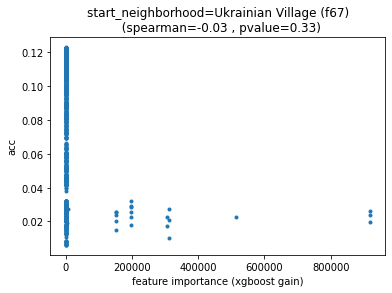 start_neighborhood=Ukrainian Village (f67)
(spearman=-0.03 , pvalue=0.33)
0.12
0.10
0.08
0.06
0.04
0.02
acc
0
200000
400000
600000
800000
feature importance (xgboost gain)